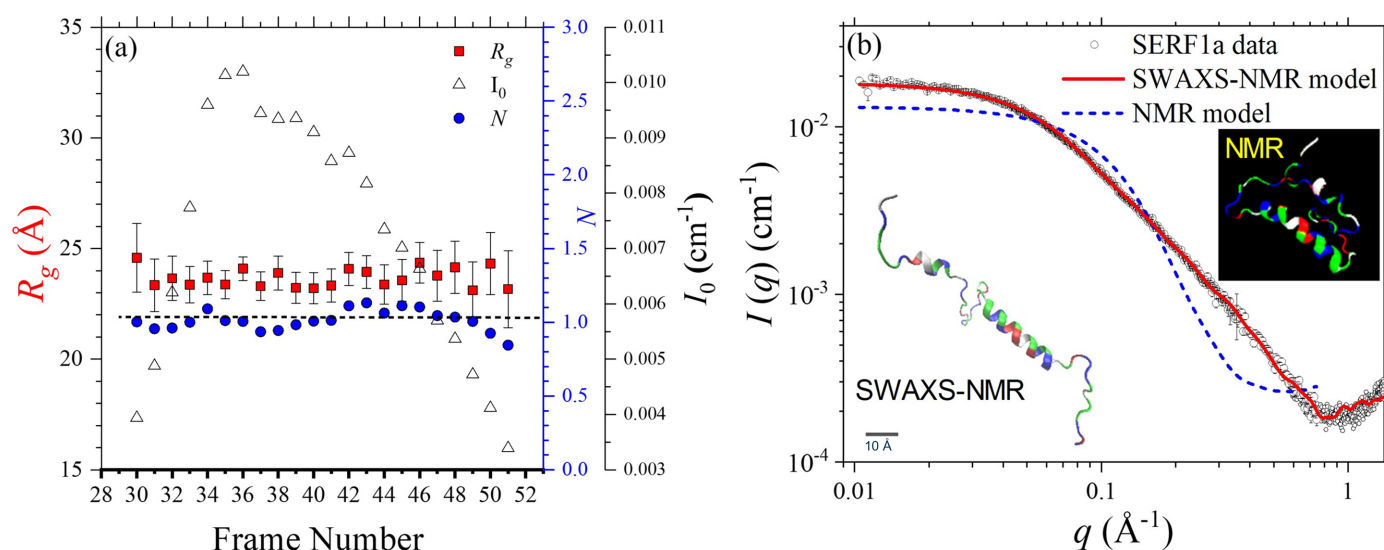 (a)
R_g
I_0
N
35
30
25
20
15
R_g (Å)
28 30 32 34 36 38 40 42 44 46 48 50 52
Frame Number
3.0
2.5
2.0
1.5
1.0
0.5
0.0
N
0.011
0.010
0.009
0.008
0.007
0.006
0.005
0.004
0.003
I_0 (cm⁻¹)
(b)
SERF1a data
SWAXS-NMR model
NMR model
NMR
SWAXS-NMR
10 Å
10⁻²
10⁻³
10⁻⁴
I (q) (cm⁻¹)
0.01 0.1 1
q (Å⁻¹)